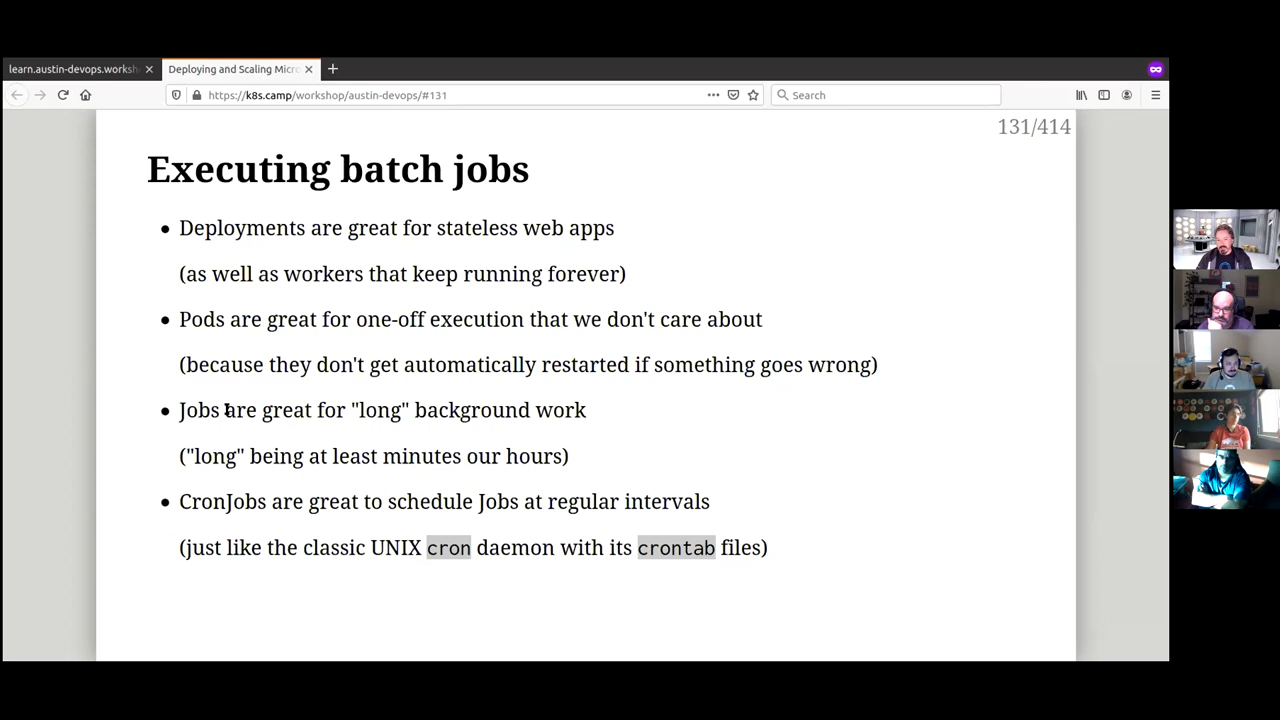 learn.austin-devops.worksh
Deploying and Scaling Micr
https://k8s.camp/workshop/austin-devops/#131
Search
131/414
Executing batch jobs
• Deployments are great for stateless web apps
(as well as workers that keep running forever)
• Pods are great for one-off execution that we don't care about
(because they don't get automatically restarted if something goes wrong)
• Jobs are great for "long" background work
("long" being at least minutes our hours)
• CronJobs are great to schedule Jobs at regular intervals
(just like the classic UNIX cron daemon with its crontab files)